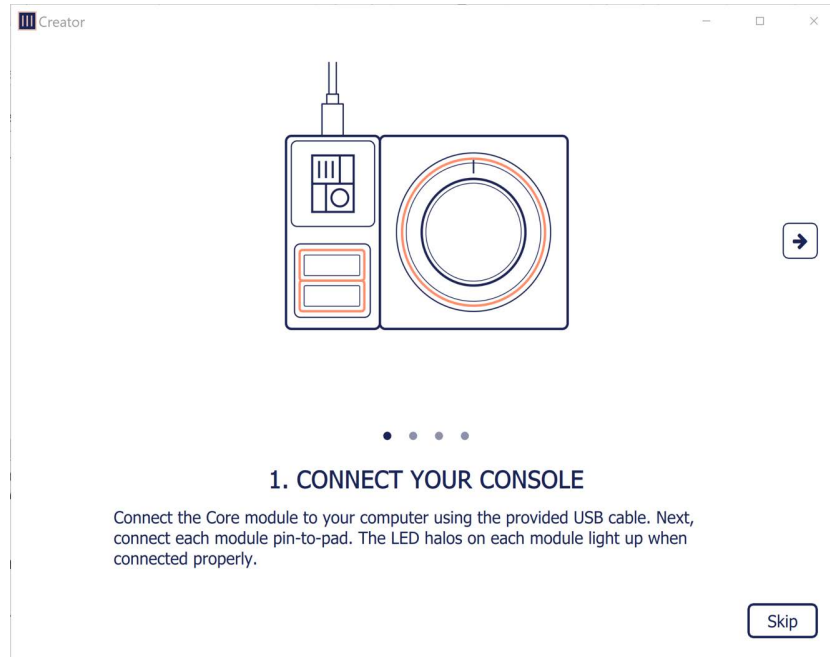 Creator
1. CONNECT YOUR CONSOLE
Connect the Core module to your computer using the provided USB cable. Next,
connect each module pin-to-pad. The LED halos on each module light up when
connected properly.
Skip